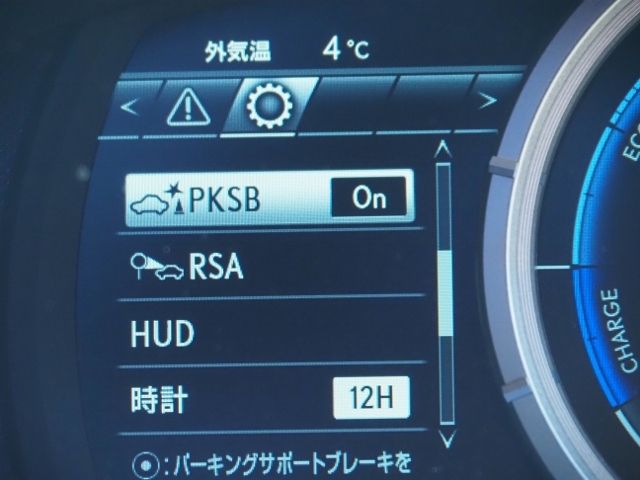 外気温 4°C
PKSB On
RSA
HUD
時計 12H
:パーキングサポートブレーキを
ECO
CHARGE